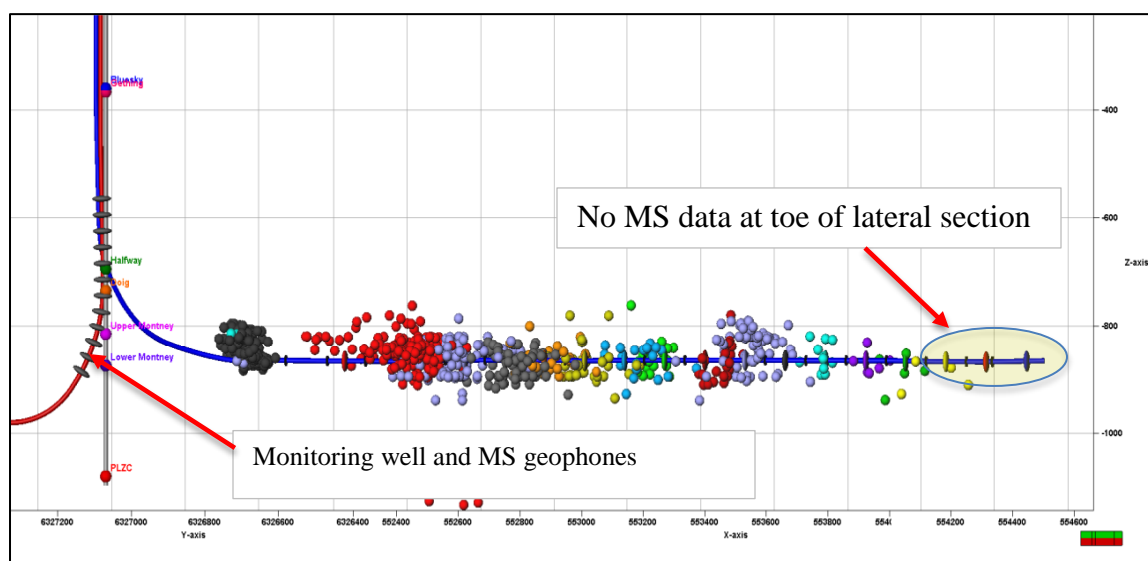 Bluesky
Gething
-400
No MS data at toe of lateral section
-600
Halfway
Doig
Z-axis
Upper Montney
-800
Lower Montney
Monitoring well and MS geophones
-1000
PLZC
6327200 6327000 6326800 6326600 6326400 552400 552600 552800 553000 553200 553400 553600 553800 554200 554400 554600
Y-axis X-axis